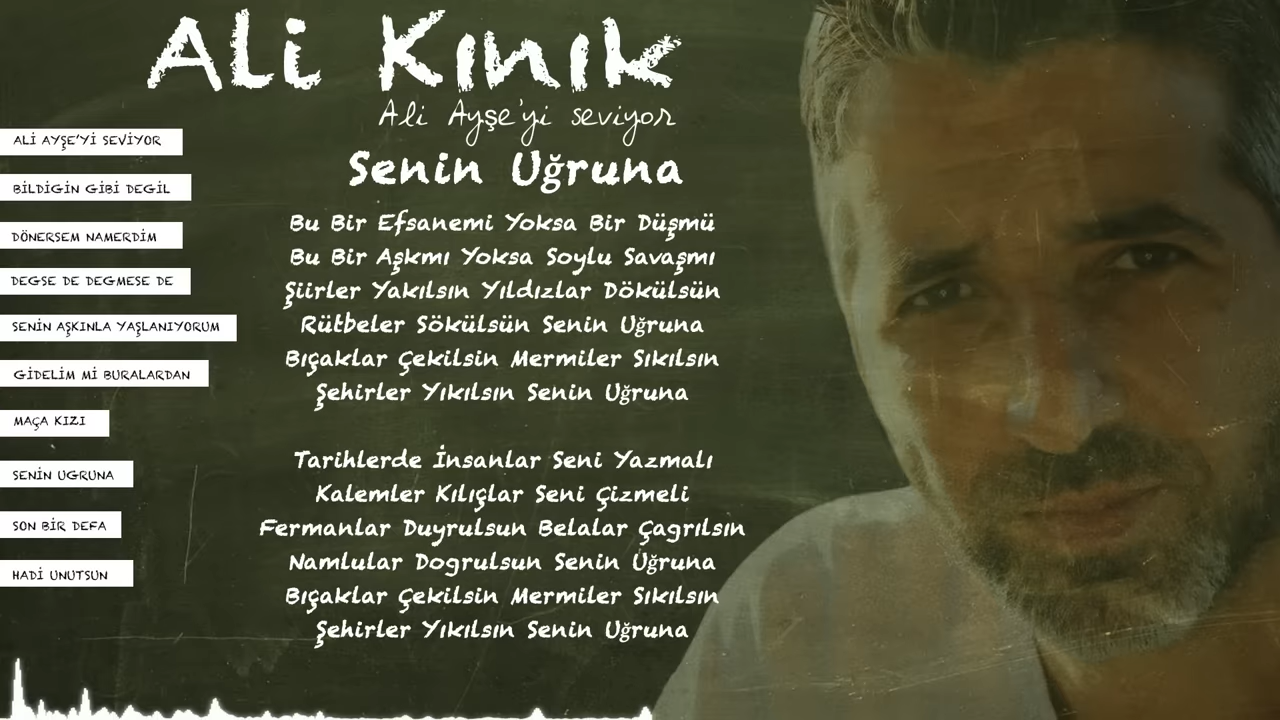 Ali Kınık
Ali Ayşe'yi seviyor
Senin Uğruna
ALİ AYŞE'Yİ SEVİYOR
BİLDİGİN GİBİ DEGİL
DÖNERSEM NAMERDİM
DEGSE DE DEGMESE DE
SENİN AŞKINLA YAŞLANIYORUM
GİDELİM Mİ BURALARDAN
MAÇA KIZI
SENİN UGRUNA
SON BİR DEFA
HADİ UNUTSUN
Bu Bir Efsanemi Yoksa Bir Düşmü
Bu Bir Aşkmı Yoksa Soylu Savaşmı
Şiirler Yakılsın Yıldızlar Dökülsün
Rütbeler Sökülsün Senin Uğruna
Bıçaklar Çekilsin Mermiler Sıkılsın
Şehirler Yıkılsın Senin Uğruna
Tarihlerde İnsanlar Seni Yazmalı
Kalemler Kılıçlar Seni Çizmeli
Fermanlar Duyrulsun Belalar Çagrılsın
Namlular Dogrulsun Senin Uğruna
Bıçaklar Çekilsin Mermiler Sıkılsın
Şehirler Yıkılsın Senin Uğruna